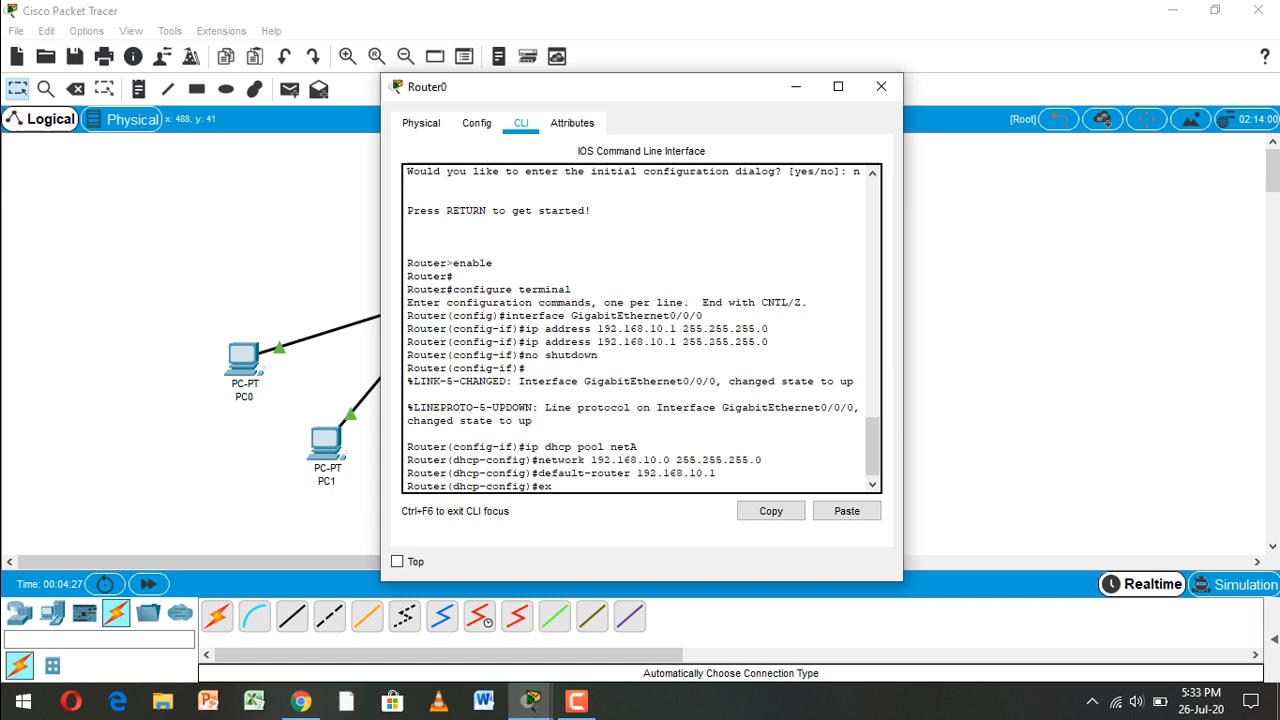 Cisco Packet Tracer
File Edit Options View Tools Extensions Help
Logical Physical x: 488, y: 41 [Root] 02:14:00
Router0
Physical Config CLI Attributes
IOS Command Line Interface
Would you like to enter the initial configuration dialog? [yes/no]: n
Press RETURN to get started!
Router>enable
Router#
Router#configure terminal
Enter configuration commands, one per line. End with CNTL/Z.
Router(config)#interface GigabitEthernet0/0/0
Router(config-if)#ip address 192.168.10.1 255.255.255.0
Router(config-if)#ip address 192.168.10.1 255.255.255.0
Router(config-if)#no shutdown
Router(config-if)#
%LINK-5-CHANGED: Interface GigabitEthernet0/0/0, changed state to up
%LINEPROTO-5-UPDOWN: Line protocol on Interface GigabitEthernet0/0/0,
changed state to up
Router(config-if)#ip dhcp pool netA
Router(dhcp-config)#network 192.168.10.0 255.255.255.0
Router(dhcp-config)#default-router 192.168.10.1
Router(dhcp-config)#ex
Ctrl+F6 to exit CLI focus
Copy Paste
Top
PC-PT
PC0
PC-PT
PC1
Time: 00:04:27
Realtime Simulation
Automatically Choose Connection Type
5:33 PM
26-Jul-20